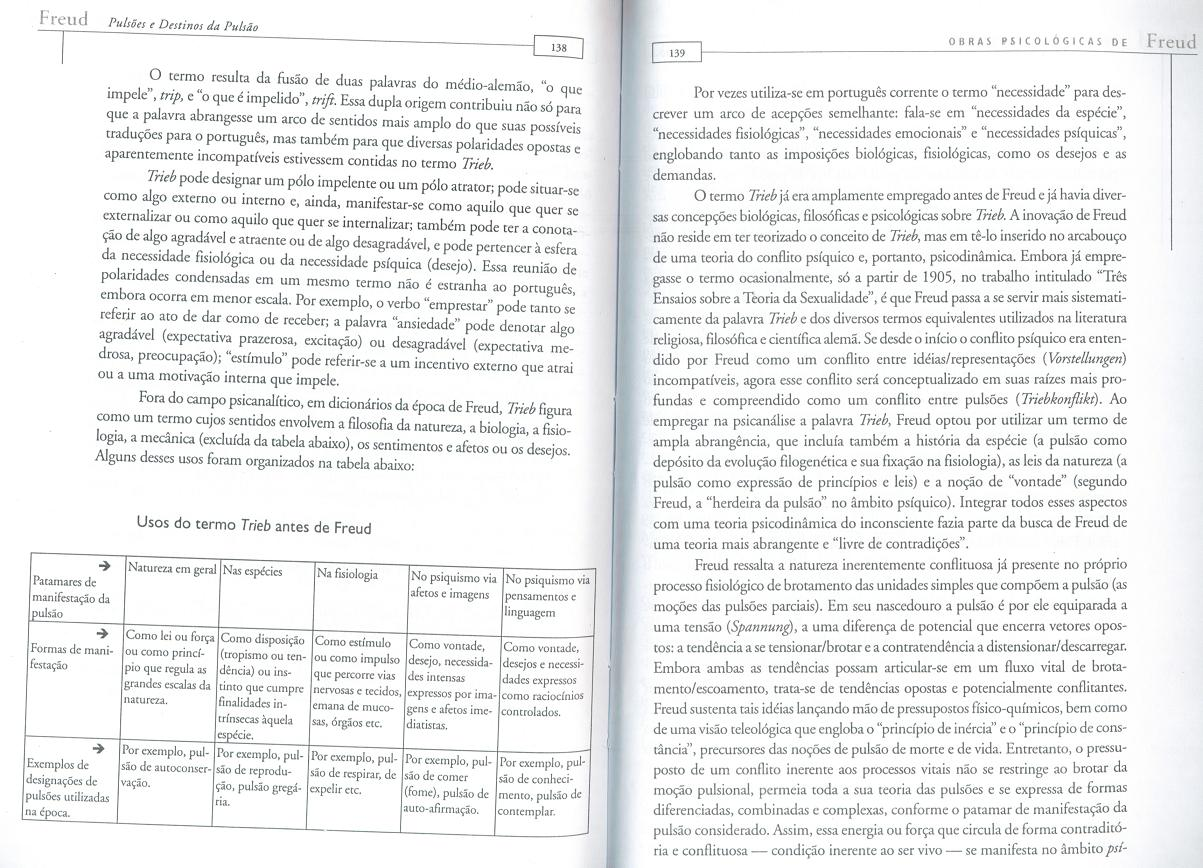 Freud Pulsões e Destinos da Pulsão
138
O termo resulta da fusão de duas palavras do médio-alemão, “o que
impele”, trip, e “o que é impelido”, trift. Essa dupla origem contribuiu não só para
que a palavra abrangesse um arco de sentidos mais amplo do que suas possíveis
traduções para o português, mas também para que diversas polaridades opostas e
aparentemente incompatíveis estivessem contidas no termo Trieb.
Trieb pode designar um pólo impelente ou um pólo atrator; pode situar-se
como algo externo ou interno e, ainda, manifestar-se como aquilo que quer se
externalizar ou como aquilo que quer se internalizar; também pode ter a conota-
ção de algo agradável e atraente ou de algo desagradável, e pode pertencer à esfera
da necessidade fisiológica ou da necessidade psíquica (desejo). Essa reunião de
polaridades condensadas em um mesmo termo não é estranha ao português,
embora ocorra em menor escala. Por exemplo, o verbo “emprestar” pode tanto se
referir ao ato de dar como de receber; a palavra “ansiedade” pode denotar algo
agradável (expectativa prazerosa, excitação) ou desagradável (expectativa me-
drosa, preocupação); “estímulo” pode referir-se a um incentivo externo que atrai
ou a uma motivação interna que impele.
Fora do campo psicanalítico, em dicionários da época de Freud, Trieb figura
como um termo cujos sentidos envolvem a filosofia da natureza, a biologia, a fisio-
logia, a mecânica (excluída da tabela abaixo), os sentimentos e afetos ou os desejos.
Alguns desses usos foram organizados na tabela abaixo:
Usos do termo Trieb antes de Freud
➔
Patamares de
manifestação da
pulsão
Natureza em geral
Nas espécies
Na fisiologia
No psiquismo via
afetos e imagens
No psiquismo via
pensamentos e
linguagem
➔
Formas de mani-
festação
Como lei ou força
ou como princí-
pio que regula as
grandes escalas da
natureza.
Como disposição
(tropismo ou ten-
dência) ou ins-
tinto que cumpre
finalidades in-
trínsecas àquela
espécie.
Como estímulo
ou como impulso
que percorre vias
nervosas e tecidos,
emana de muco-
sas, órgãos etc.
Como vontade,
desejo, necessida-
des intensas
expressos por ima-
gens e afetos ime-
diatistas.
Como vontade,
desejos e necessi-
dades expressos
como raciocínios
controlados.
➔
Exemplos de
designações de
pulsões utilizadas
na época.
Por exemplo, pul-
são de autoconser-
vação.
Por exemplo, pul-
são de reprodu-
ção, pulsão gregá-
ria.
Por exemplo, pul-
são de respirar, de
expelir etc.
Por exemplo, pul-
são de comer
(fome), pulsão de
auto-afirmação.
Por exemplo, pul-
são de conheci-
mento, pulsão de
contemplar.
139
OBRAS PSICOLÓGICAS DE Freud
Por vezes utiliza-se em português corrente o termo “necessidade” para des-
crever um arco de acepções semelhante: fala-se em “necessidades da espécie”,
“necessidades fisiológicas”, “necessidades emocionais” e “necessidades psíquicas”,
englobando tanto as imposições biológicas, fisiológicas, como os desejos e as
demandas.
O termo Trieb já era amplamente empregado antes de Freud e já havia diver-
sas concepções biológicas, filosóficas e psicológicas sobre Trieb. A inovação de Freud
não reside em ter teorizado o conceito de Trieb, mas em tê-lo inserido no arcabouço
de uma teoria do conflito psíquico e, portanto, psicodinâmica. Embora já empre-
gasse o termo ocasionalmente, só a partir de 1905, no trabalho intitulado “Três
Ensaios sobre a Teoria da Sexualidade”, é que Freud passa a se servir mais sistemati-
camente da palavra Trieb e dos diversos termos equivalentes utilizados na literatura
religiosa, filosófica e científica alemã. Se desde o início o conflito psíquico era enten-
dido por Freud como um conflito entre idéias/representações (Vorstellungen)
incompatíveis, agora esse conflito será conceptualizado em suas raízes mais pro-
fundas e compreendido como um conflito entre pulsões (Triebkonflikt). Ao
empregar na psicanálise a palavra Trieb, Freud optou por utilizar um termo de
ampla abrangência, que incluía também a história da espécie (a pulsão como
depósito da evolução filogenética e sua fixação na fisiologia), as leis da natureza (a
pulsão como expressão de princípios e leis) e a noção de “vontade” (segundo
Freud, a “herdeira da pulsão” no âmbito psíquico). Integrar todos esses aspectos
com uma teoria psicodinâmica do inconsciente fazia parte da busca de Freud de
uma teoria mais abrangente e “livre de contradições”.
Freud ressalta a natureza inerentemente conflituosa já presente no próprio
processo fisiológico de brotamento das unidades simples que compõem a pulsão (as
moções das pulsões parciais). Em seu nascedouro a pulsão é por ele equiparada a
uma tensão (Spannung), a uma diferença de potencial que encerra vetores opos-
tos: a tendência a se tensionar/brotar e a contratendência a distensionar/descarregar.
Embora ambas as tendências possam articular-se em um fluxo vital de brota-
mento/escoamento, trata-se de tendências opostas e potencialmente conflitantes.
Freud sustenta tais idéias lançando mão de pressupostos físico-químicos, bem como
de uma visão teleológica que engloba o “princípio de inércia” e o “princípio de cons-
tância”, precursores das noções de pulsão de morte e de vida. Entretanto, o pressu-
posto de um conflito inerente aos processos vitais não se restringe ao brotar da
moção pulsional, permeia toda a sua teoria das pulsões e se expressa de formas
diferenciadas, combinadas e complexas, conforme o patamar de manifestação da
pulsão considerado. Assim, essa energia ou força que circula de forma contraditó-
ria e conflituosa — condição inerente ao ser vivo — se manifesta no âmbito psí-